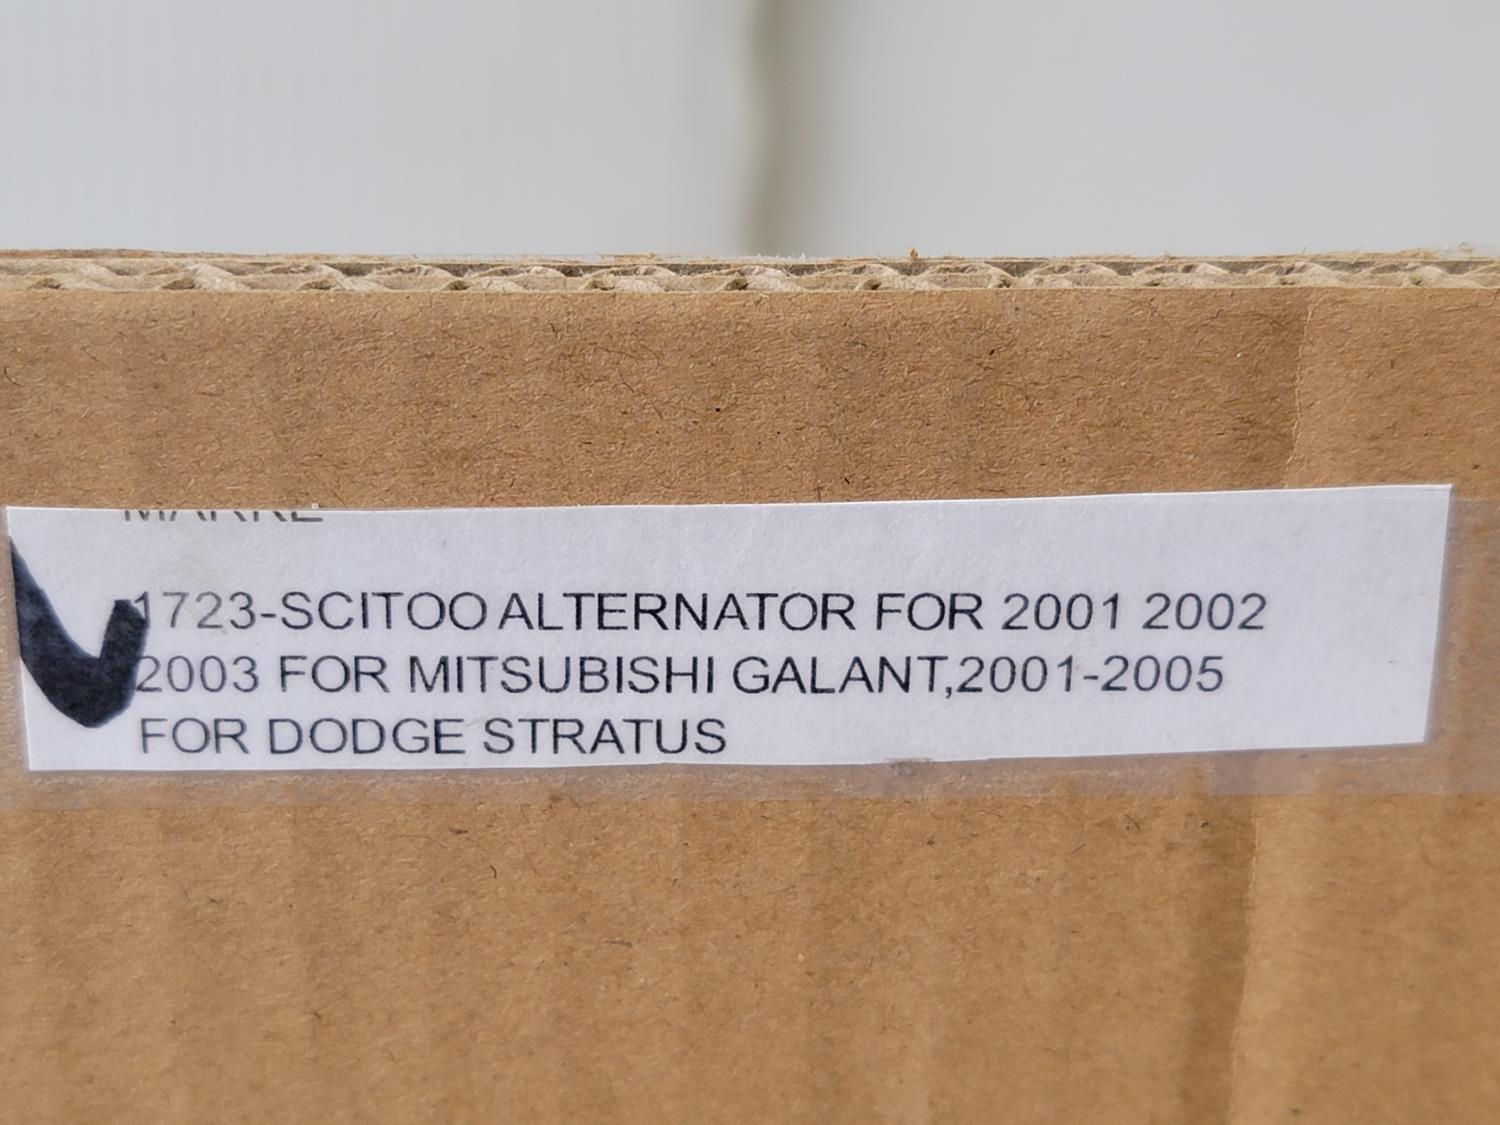 1723-SCITOO ALTERNATOR FOR 2001 2002
2003 FOR MITSUBISHI GALANT,2001-2005
FOR DODGE STRATUS